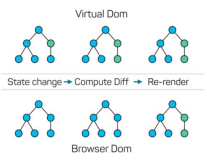 Virtual Dom
State change → Compute Diff → Re-render
Browser Dom